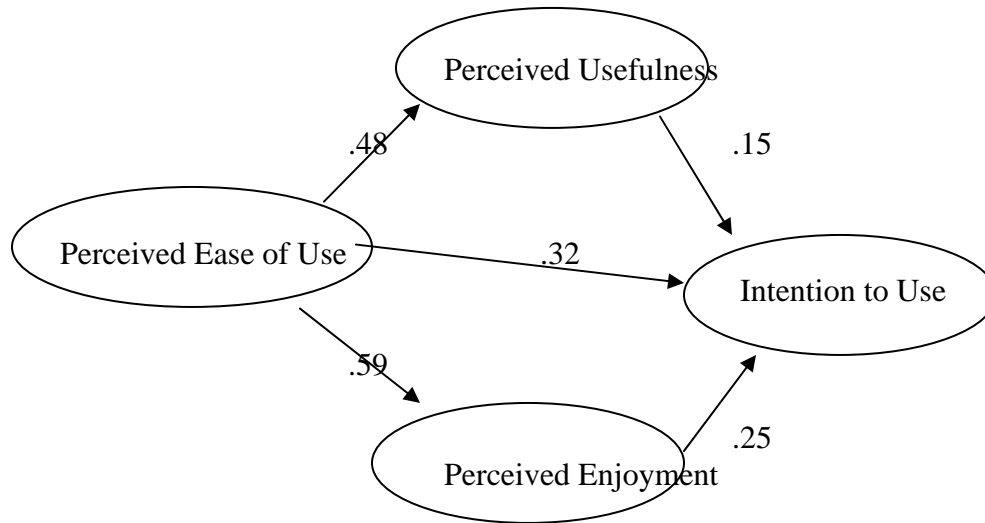 Perceived Usefulness
.48
.15
Perceived Ease of Use
.32
Intention to Use
.59
.25
Perceived Enjoyment